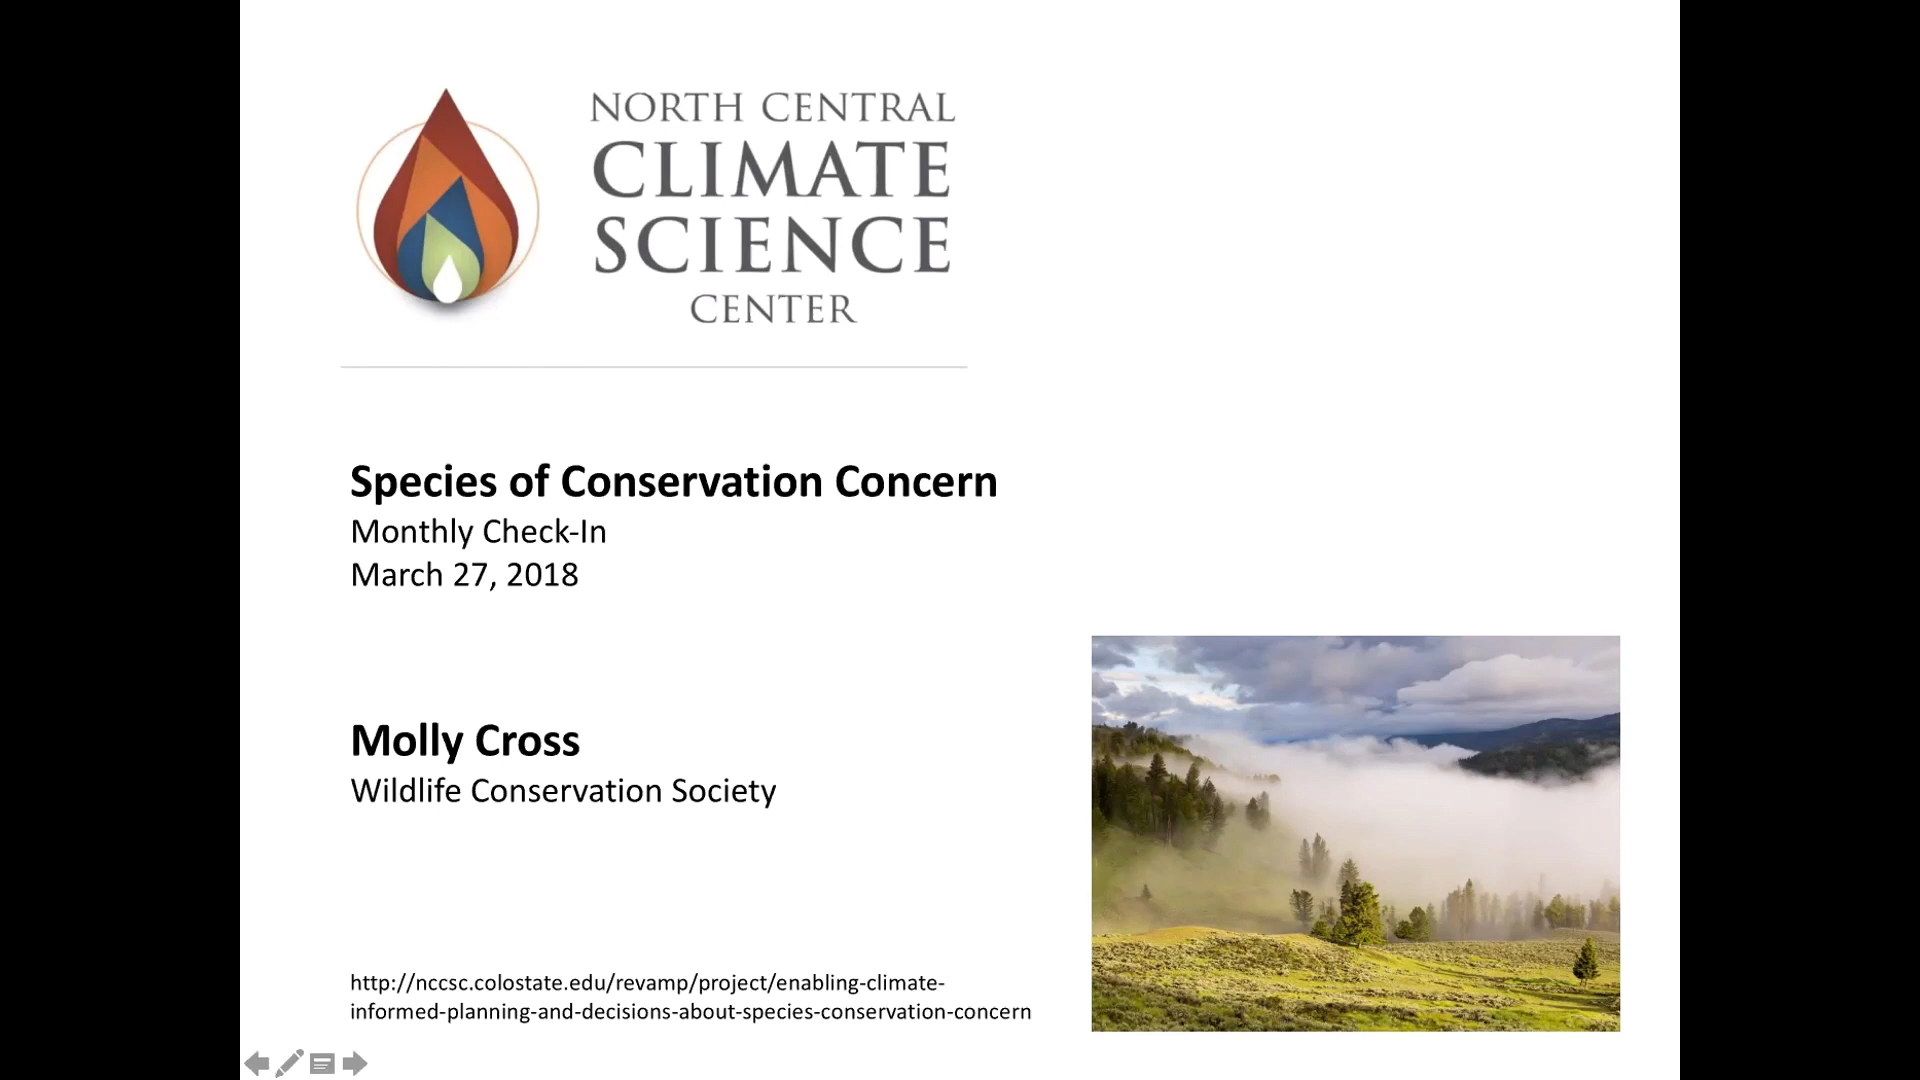 NORTH CENTRAL
CLIMATE
SCIENCE
CENTER
Species of Conservation Concern
Monthly Check-In
March 27, 2018
Molly Cross
Wildlife Conservation Society
http://nccsc.colostate.edu/revamp/project/enabling-climate-
informed-planning-and-decisions-about-species-conservation-concern